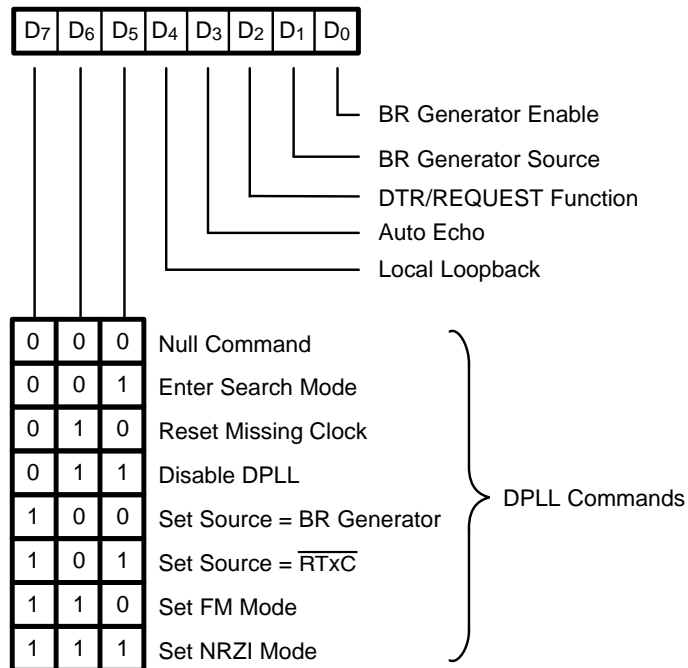 D7 D6 D5 D4 D3 D2 D1 D0
BR Generator Enable
BR Generator Source
DTR/REQUEST Function
Auto Echo
Local Loopback
0 0 0 Null Command
0 0 1 Enter Search Mode
0 1 0 Reset Missing Clock
0 1 1 Disable DPLL
1 0 0 Set Source = BR Generator
1 0 1 Set Source = RTxC
1 1 0 Set FM Mode
1 1 1 Set NRZI Mode
DPLL Commands